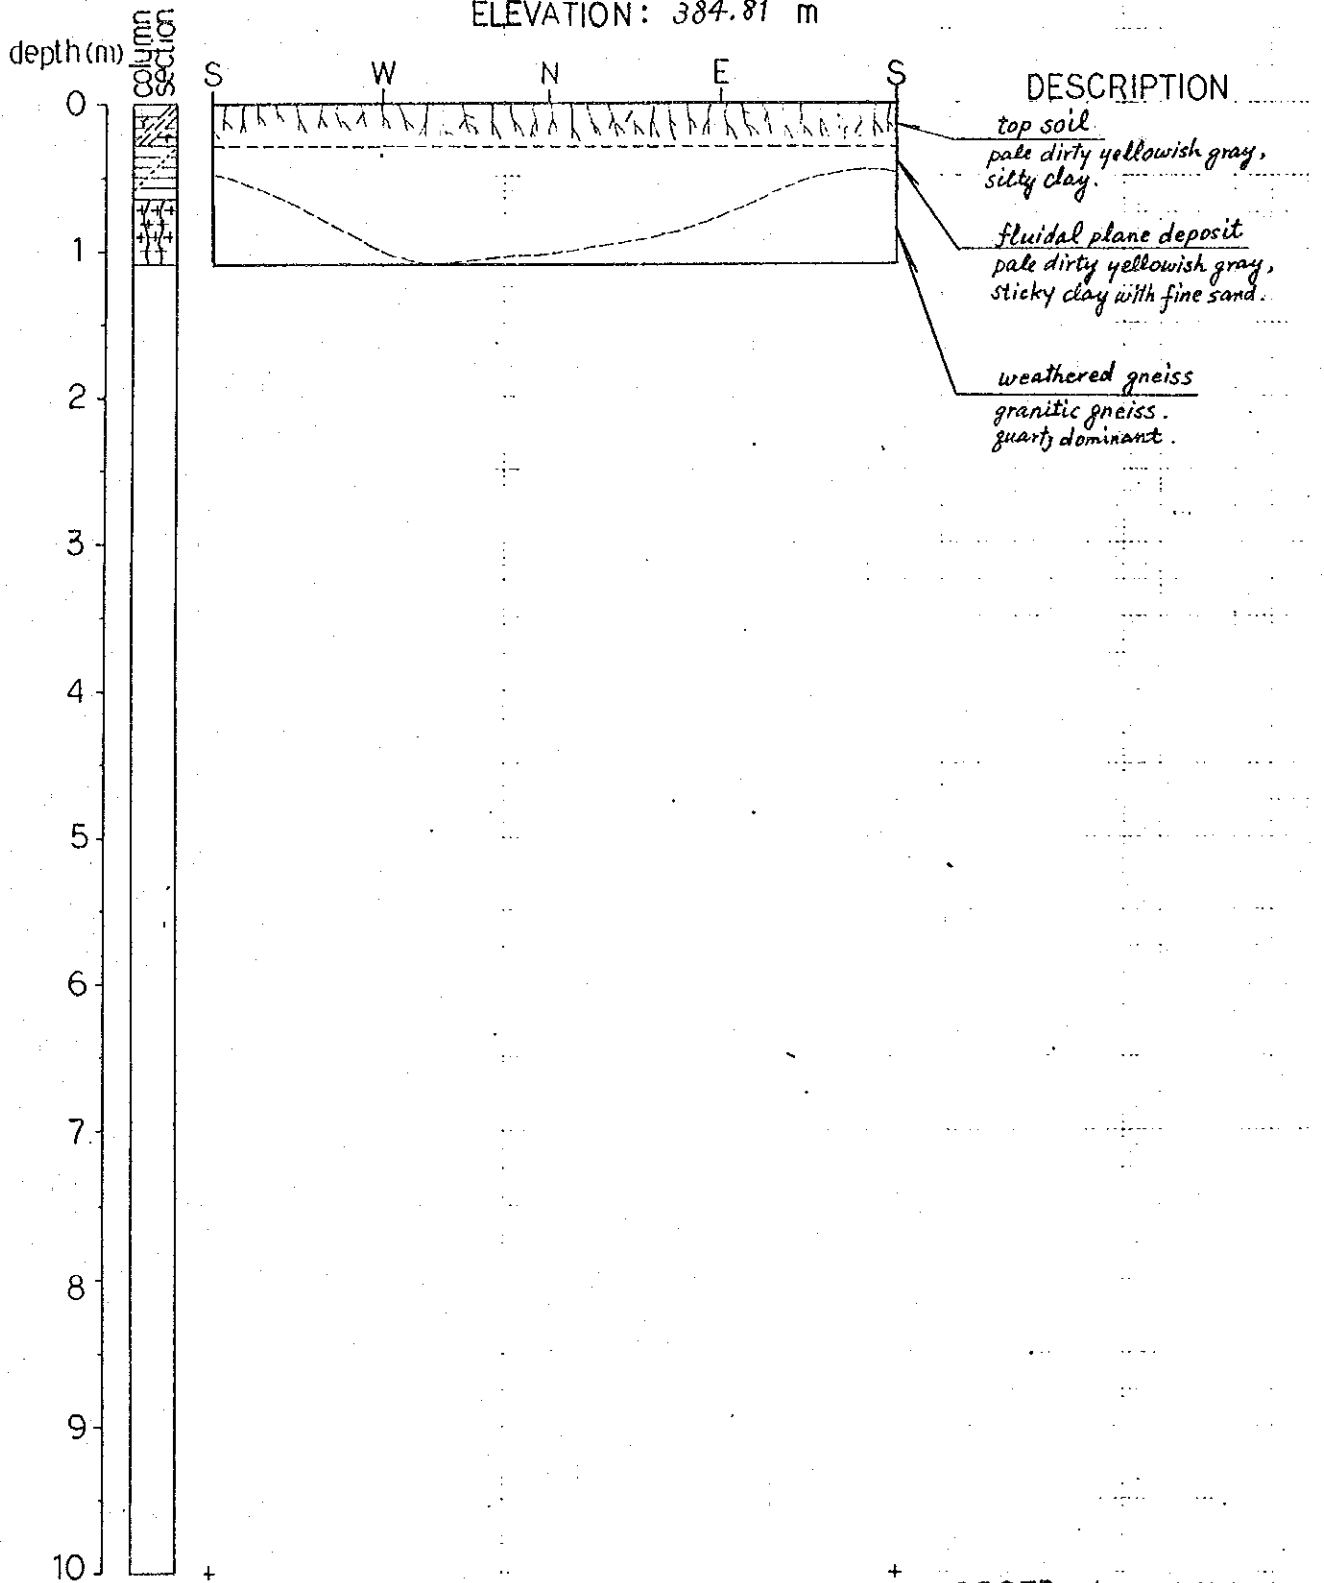 ELEVATION: 384.81 m
depth(m)
column
section
S W N E S
DESCRIPTION
0
top soil
pale dirty yellowish gray,
silty clay.
fluidal plane deposit
1
pale dirty yellowish gray,
sticky clay with fine sand.
weathered gneiss
2
granitic gneiss.
quartz dominant.
3
4
5
6
7
8
9
10